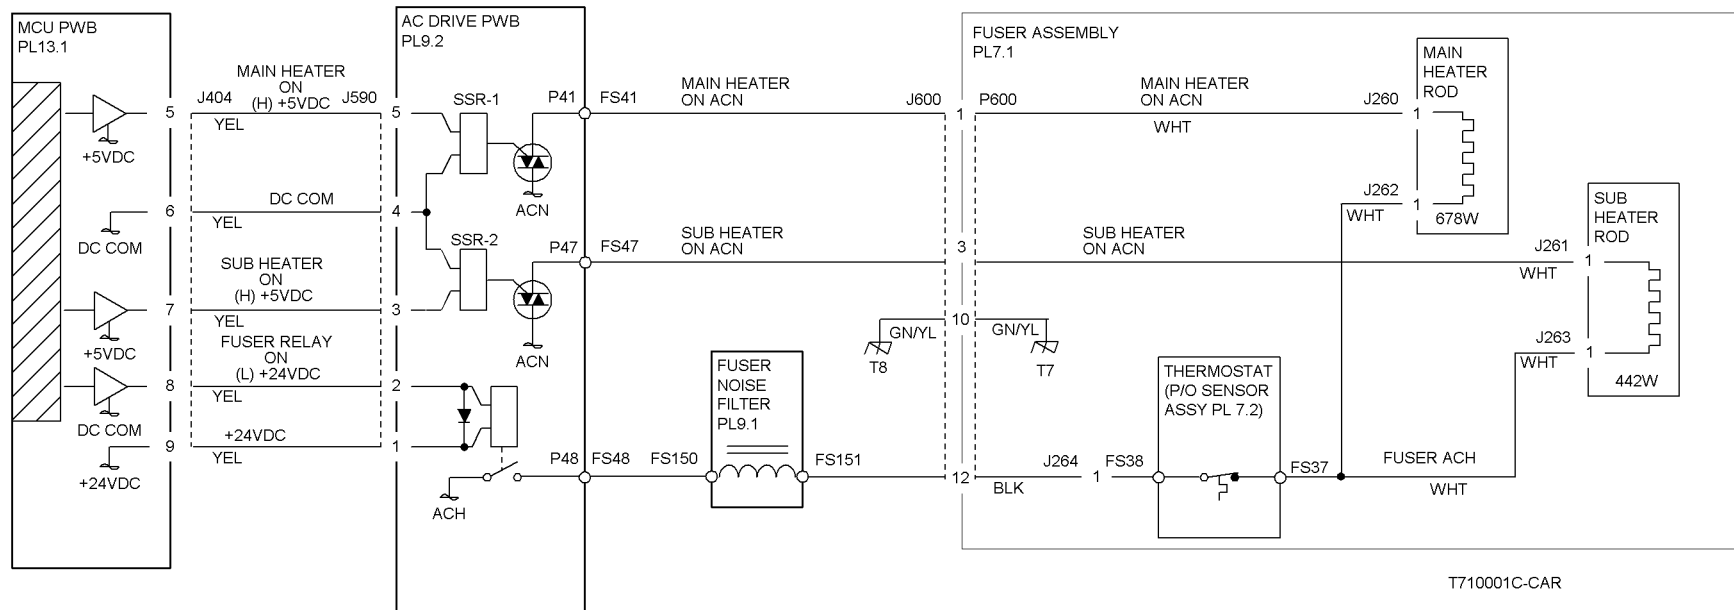 MCU PWB
PL13.1
+5VDC
DC COM
+5VDC
DC COM
+24VDC
5
6
7
8
9
J404
J590
MAIN HEATER
ON
(H) +5VDC
YEL
DC COM
YEL
SUB HEATER
ON
(H) +5VDC
YEL
FUSER RELAY
ON
(L) +24VDC
YEL
+24VDC
YEL
AC DRIVE PWB
PL9.2
5
4
3
2
1
SSR-1
ACN
SSR-2
ACN
ACH
P41
FS41
P47
FS47
P48
FS48
MAIN HEATER
ON ACN
SUB HEATER
ON ACN
FS150
FUSER
NOISE
FILTER
PL9.1
FS151
J600
P600
1
3
10
12
GN/YL
T8
GN/YL
T7
FUSER ASSEMBLY
PL7.1
MAIN HEATER
ON ACN
WHT
J260
1
MAIN
HEATER
ROD
J262
1
WHT
678W
SUB HEATER
ON ACN
J261
1
WHT
SUB
HEATER
ROD
J263
1
WHT
442W
BLK
J264
1
FS38
THERMOSTAT
(P/O SENSOR
ASSY PL 7.2)
FS37
FUSER ACH
WHT
T710001C-CAR